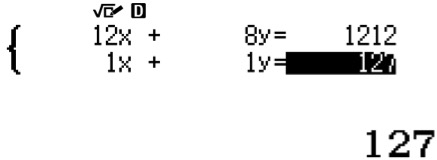 √□ D
12x + 8y= 1212
1x + 1y= 127
127